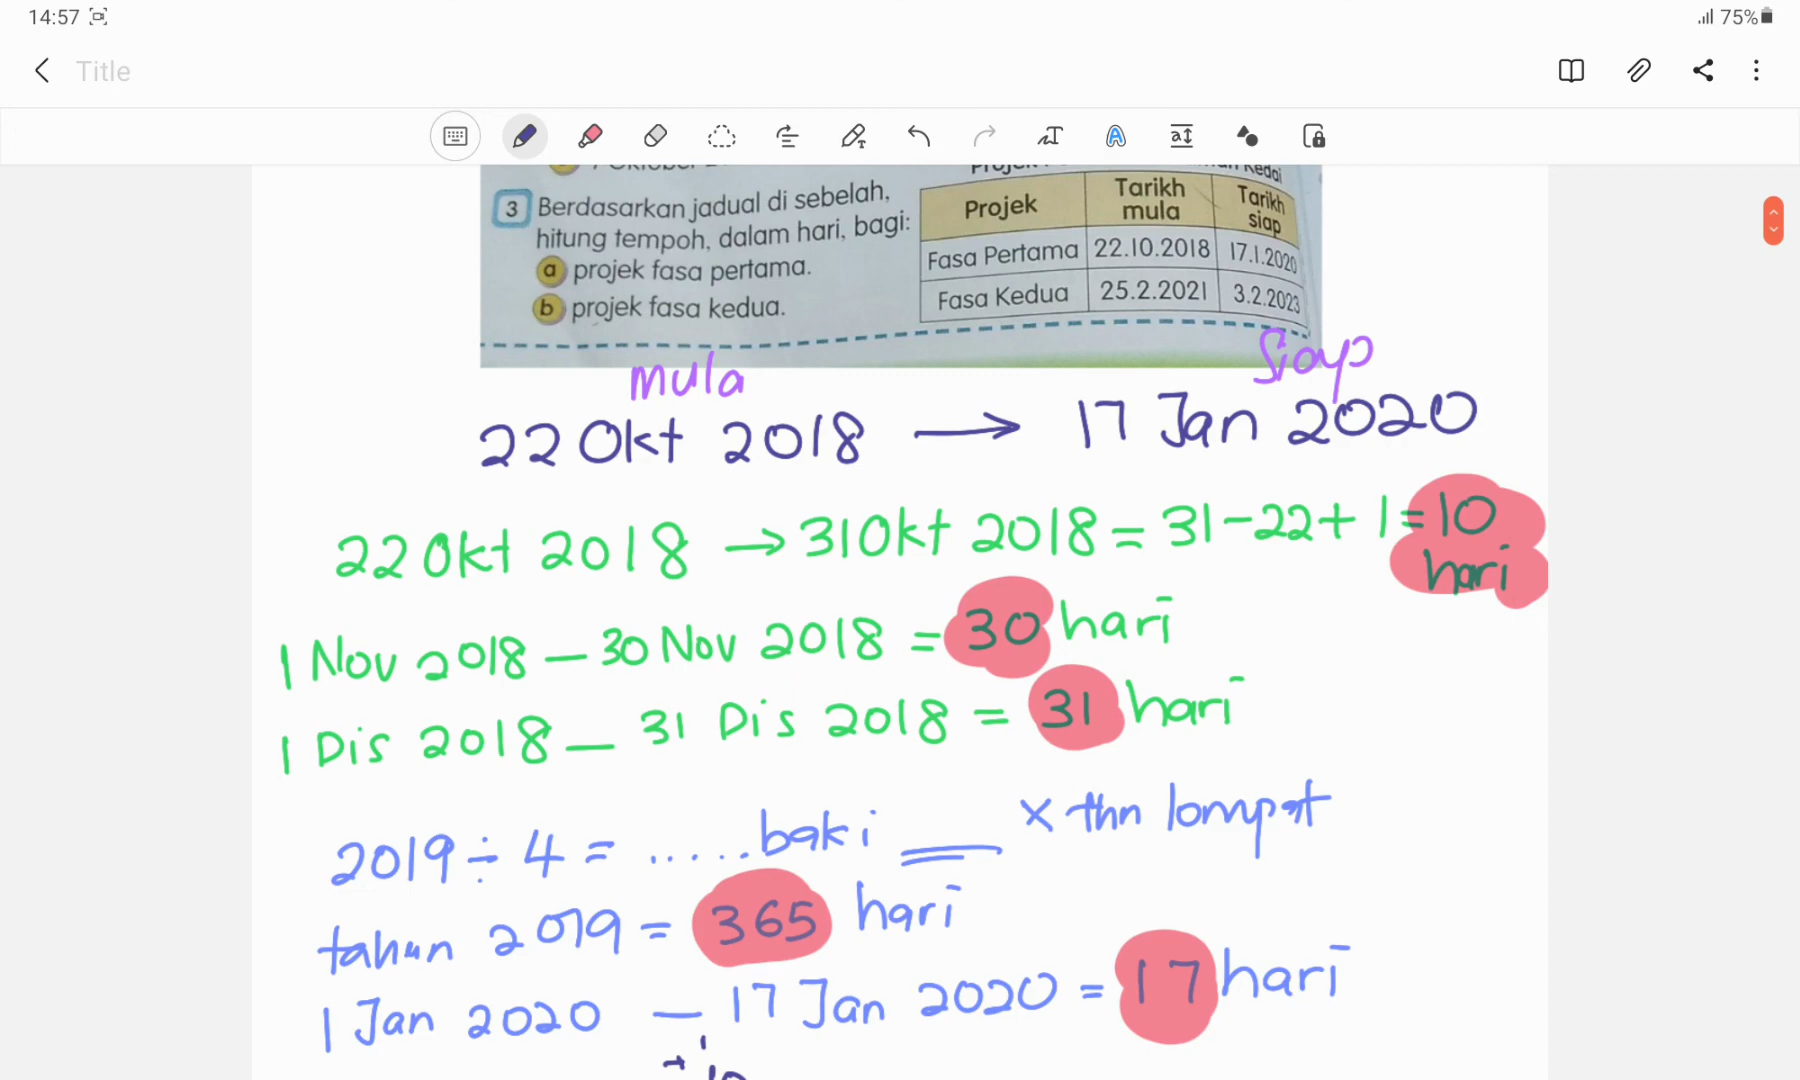 14:57
75%
Title
3 Berdasarkan jadual di sebelah,
hitung tempoh, dalam hari, bagi:
a projek fasa pertama.
b projek fasa kedua.
Projek Tarikh mula Tarikh siap
Fasa Pertama 22.10.2018 17.1.2020
Fasa Kedua 25.2.2021 3.2.2023
mula siap
22 Okt 2018 → 17 Jan 2020
22 Okt 2018 → 31 Okt 2018 = 31-22+1=10
hari
1 Nov 2018 — 30 Nov 2018 = 30 hari
1 Dis 2018 — 31 Dis 2018 = 31 hari
2019 ÷ 4 = ..... baki x thn lompat
tahun 2019 = 365 hari
1 Jan 2020 — 17 Jan 2020 = 17 hari